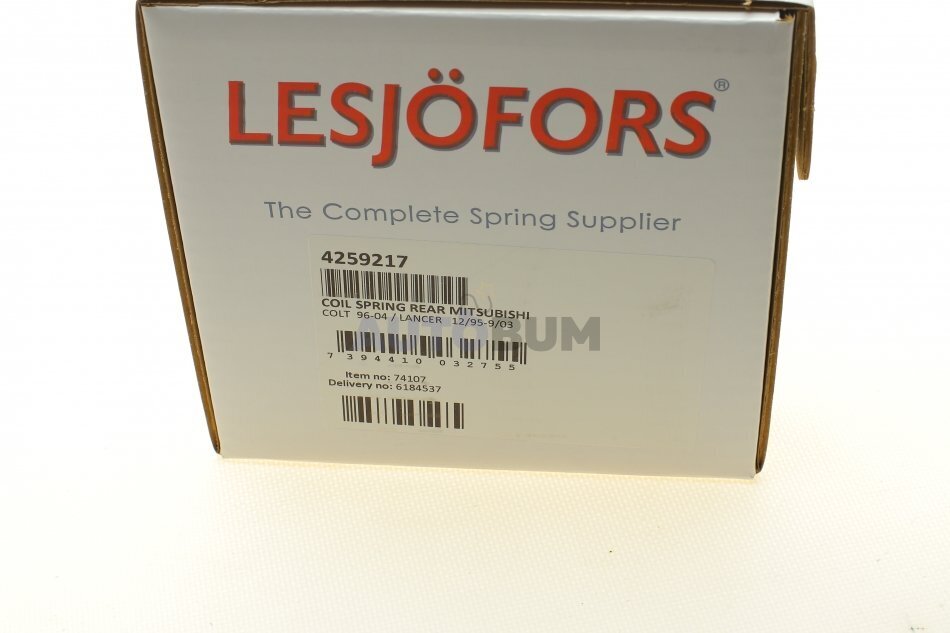 LESJÖFORS®
The Complete Spring Supplier
4259217
COIL SPRING REAR MITSUBISHI
COLT 96-04 / LANCER 12/95-9/03
AUTOBUM
7 394410 032755
Item no: 74107
Delivery no: 6184537